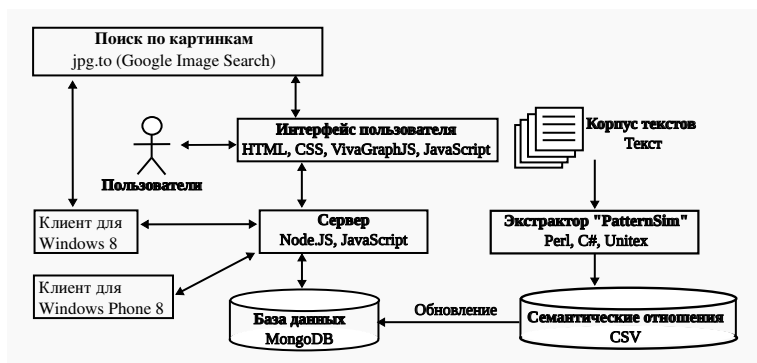 Поиск по картинкам
jpg.to (Google Image Search)
Интерфейс пользователя
HTML, CSS, VivaGraphJS, JavaScript
Корпус текстов
Текст
Пользователи
Клиент для
Windows 8
Сервер
Node.JS, JavaScript
Экстрактор "PatternSim"
Perl, C#, Unitex
Клиент для
Windows Phone 8
База данных
MongoDB
Обновление
Семантические отношения
CSV